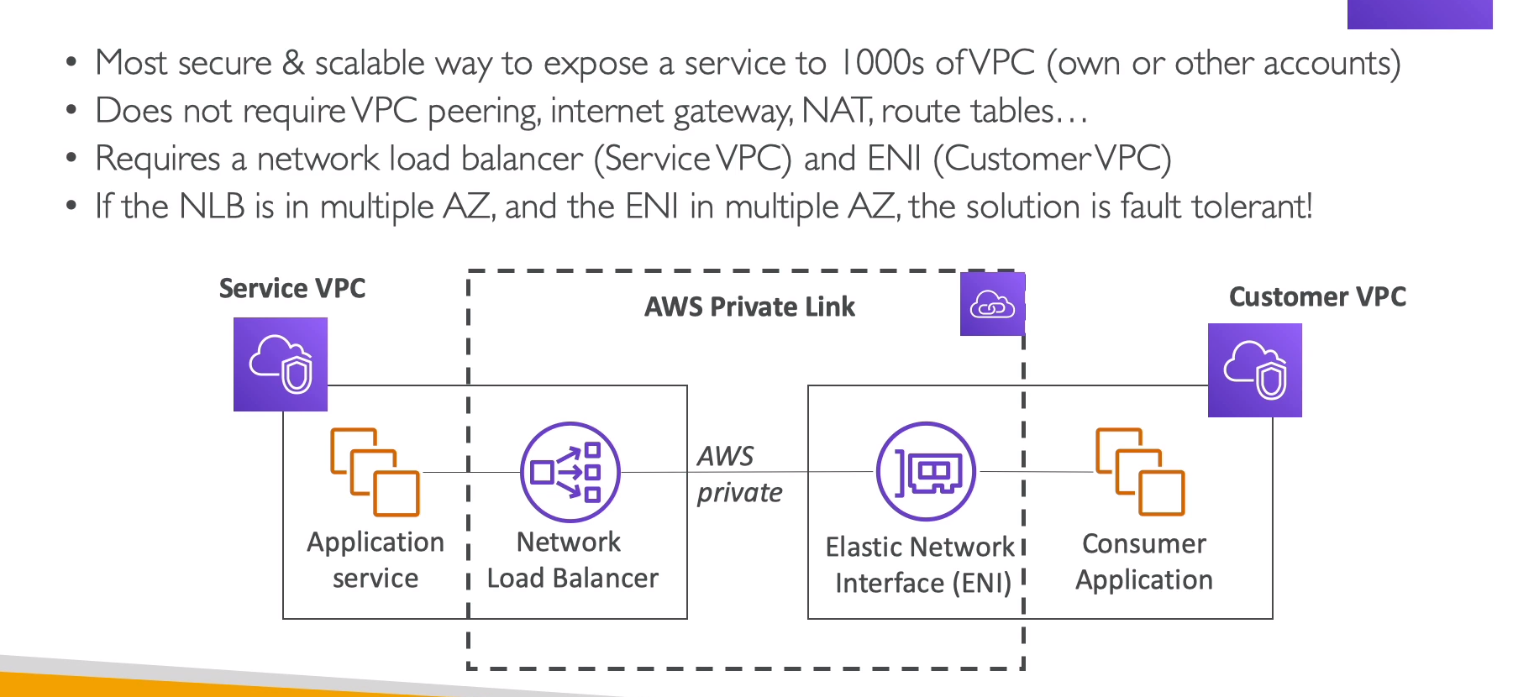 • Most secure & scalable way to expose a service to 1000s of VPC (own or other accounts)
• Does not require VPC peering, internet gateway, NAT, route tables…
• Requires a network load balancer (Service VPC) and ENI (Customer VPC)
• If the NLB is in multiple AZ, and the ENI in multiple AZ, the solution is fault tolerant!
Service VPC
AWS Private Link
Customer VPC
AWS
private
Application
service
Network
Load Balancer
Elastic Network
Interface (ENI)
Consumer
Application